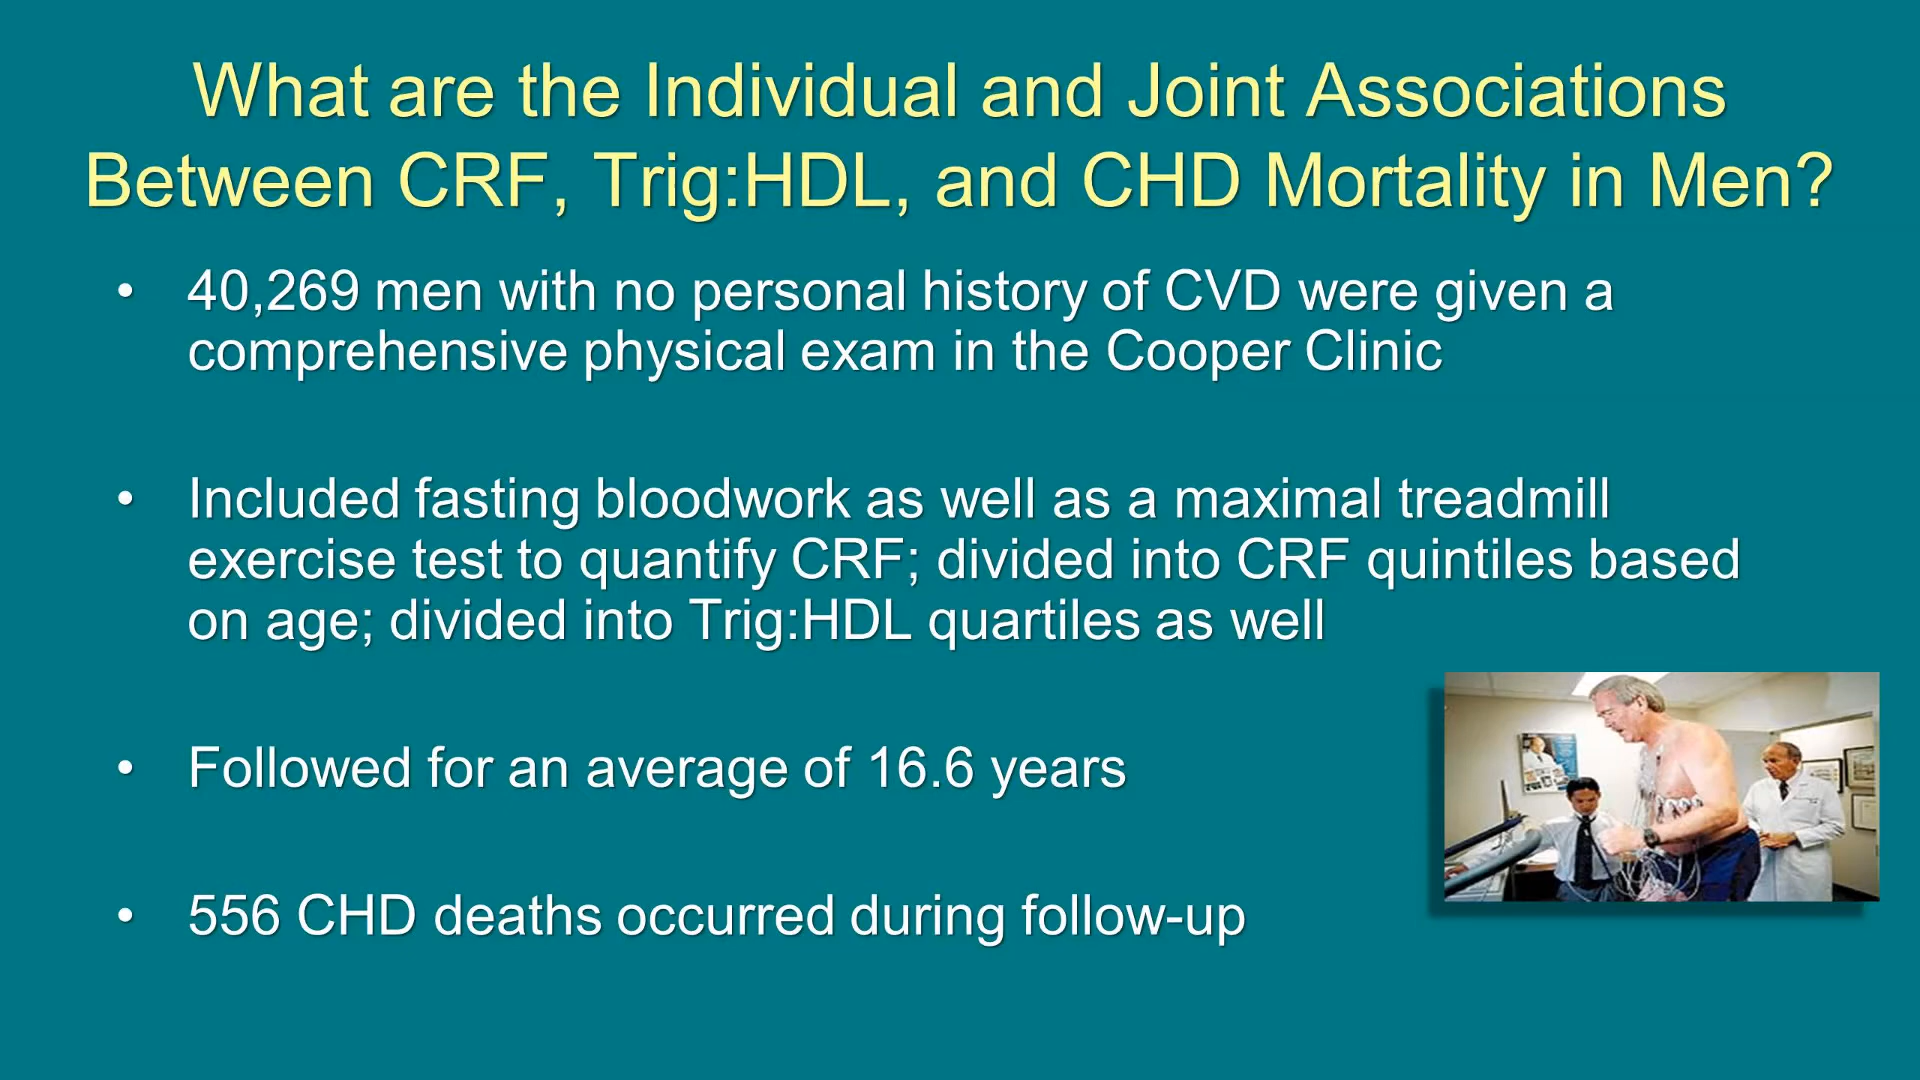 What are the Individual and Joint Associations
Between CRF, Trig:HDL, and CHD Mortality in Men?
• 40,269 men with no personal history of CVD were given a
comprehensive physical exam in the Cooper Clinic
• Included fasting bloodwork as well as a maximal treadmill
exercise test to quantify CRF; divided into CRF quintiles based
on age; divided into Trig:HDL quartiles as well
• Followed for an average of 16.6 years
• 556 CHD deaths occurred during follow-up